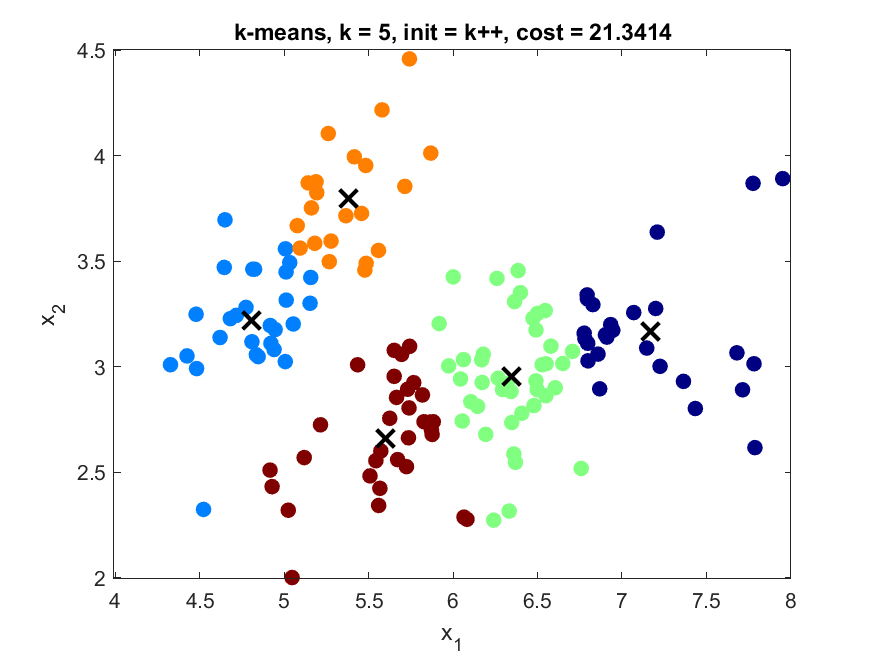 k-means, k = 5, init = k++, cost = 21.3414
4.5
4
3.5
3
2.5
2
x2
4 4.5 5 5.5 6 6.5 7 7.5 8
x1